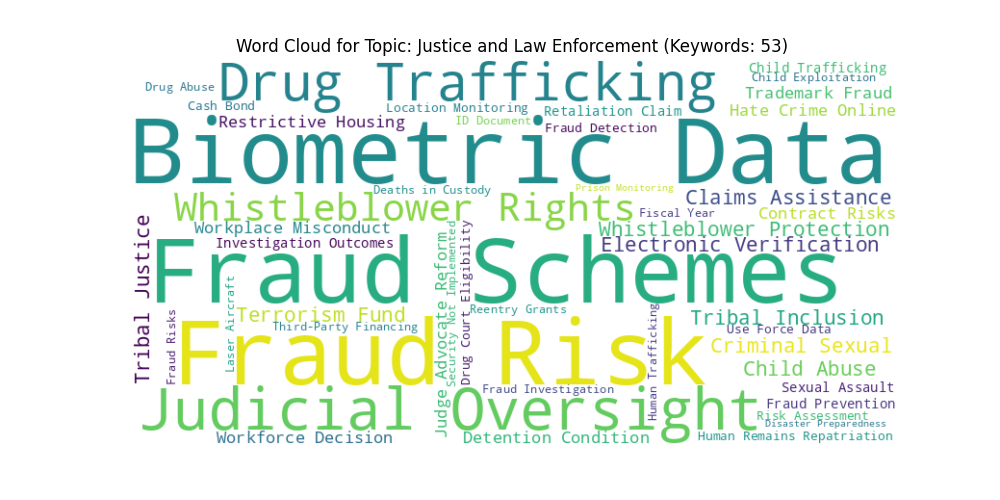 Word Cloud for Topic: Justice and Law Enforcement (Keywords: 53)
Drug Trafficking
Child Trafficking
Child Exploitation
Drug Abuse
Trademark Fraud
Cash Bond
Location Monitoring
Retaliation Claim
Hate Crime Online
Restrictive Housing
ID Document
Fraud Detection
Biometric Data
Deaths in Custody
Prison Monitoring
Claims Assistance
Whistleblower Rights
Fiscal Year
Contract Risks
Workplace Misconduct
Whistleblower Protection
Investigation Outcomes
Electronic Verification
Tribal Justice
Fraud Schemes
Judge Advocate Reform
Security Not Implemented
Drug Court Eligibility
Laser Aircraft
Reentry Grants
Terrorism Fund
Third-Party Financing
Tribal Inclusion
Use Force Data
Fraud Risks
Fraud Risk
Human Trafficking
Criminal Sexual
Child Abuse
Judicial Oversight
Fraud Investigation
Sexual Assault
Fraud Prevention
Risk Assessment
Disaster Preparedness
Workforce Decision
Detention Condition
Human Remains Repatriation